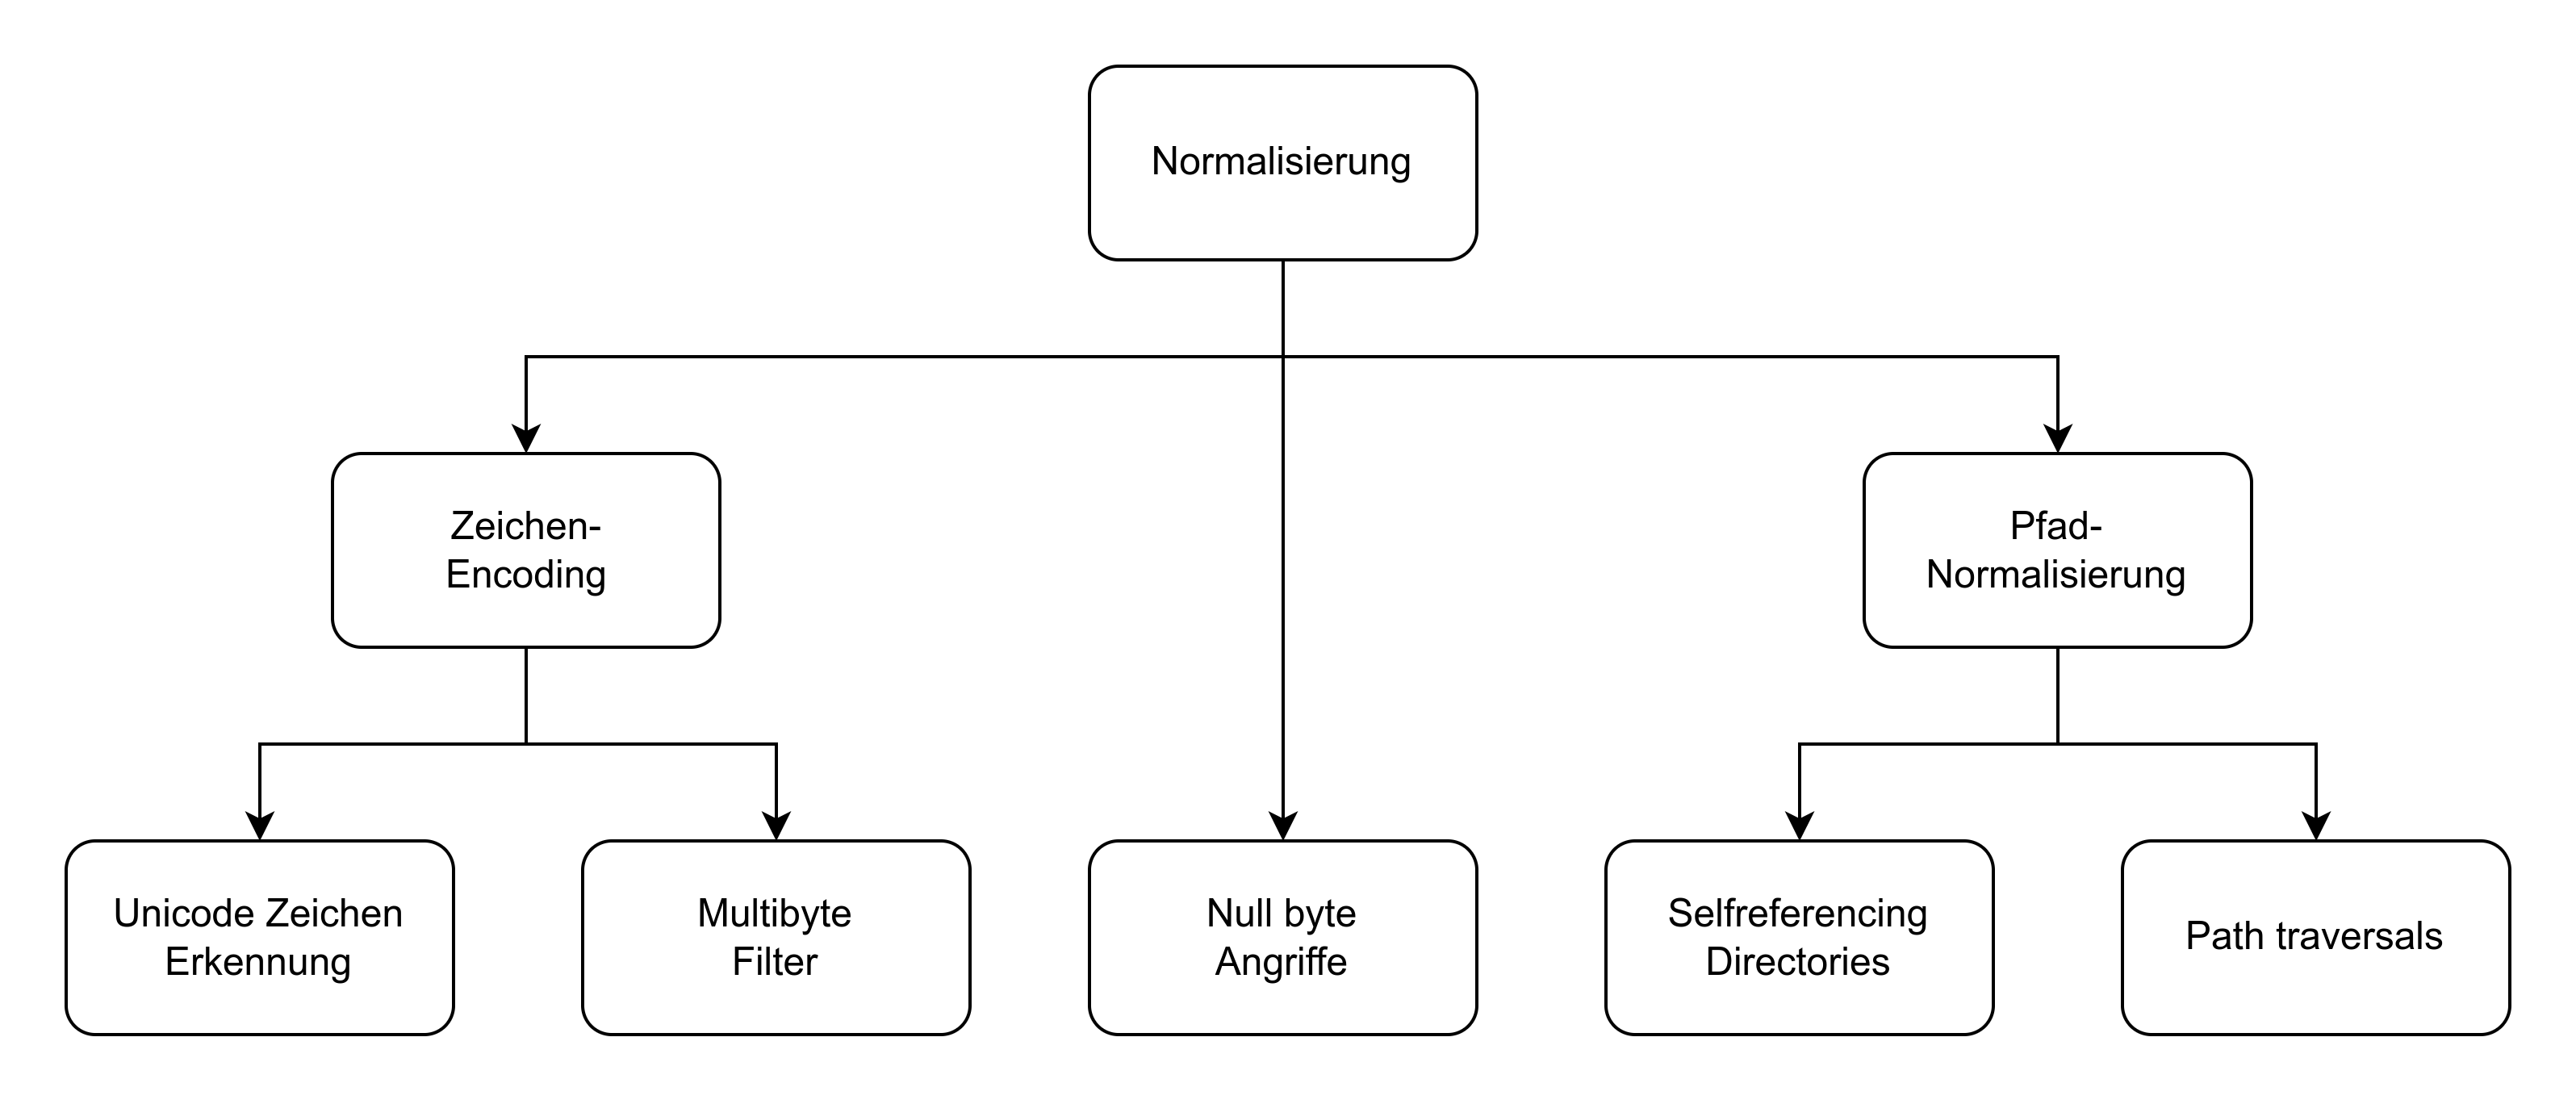 Normalisierung
Zeichen-
Encoding
Pfad-
Normalisierung
Unicode Zeichen
Erkennung
Multibyte
Filter
Null byte
Angriffe
Selfreferencing
Directories
Path traversals